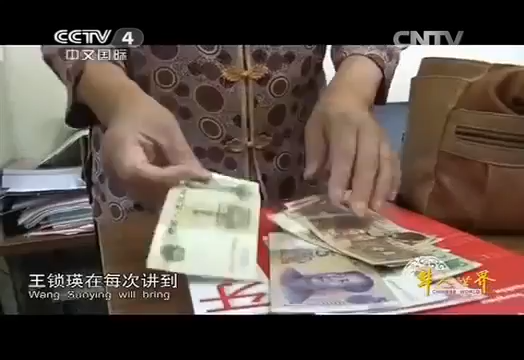 CCTV 4
中文国际
CNTV
王锁瑛在每次讲到
Wang Suoying will bring
华人世界
CHINESE WORLD